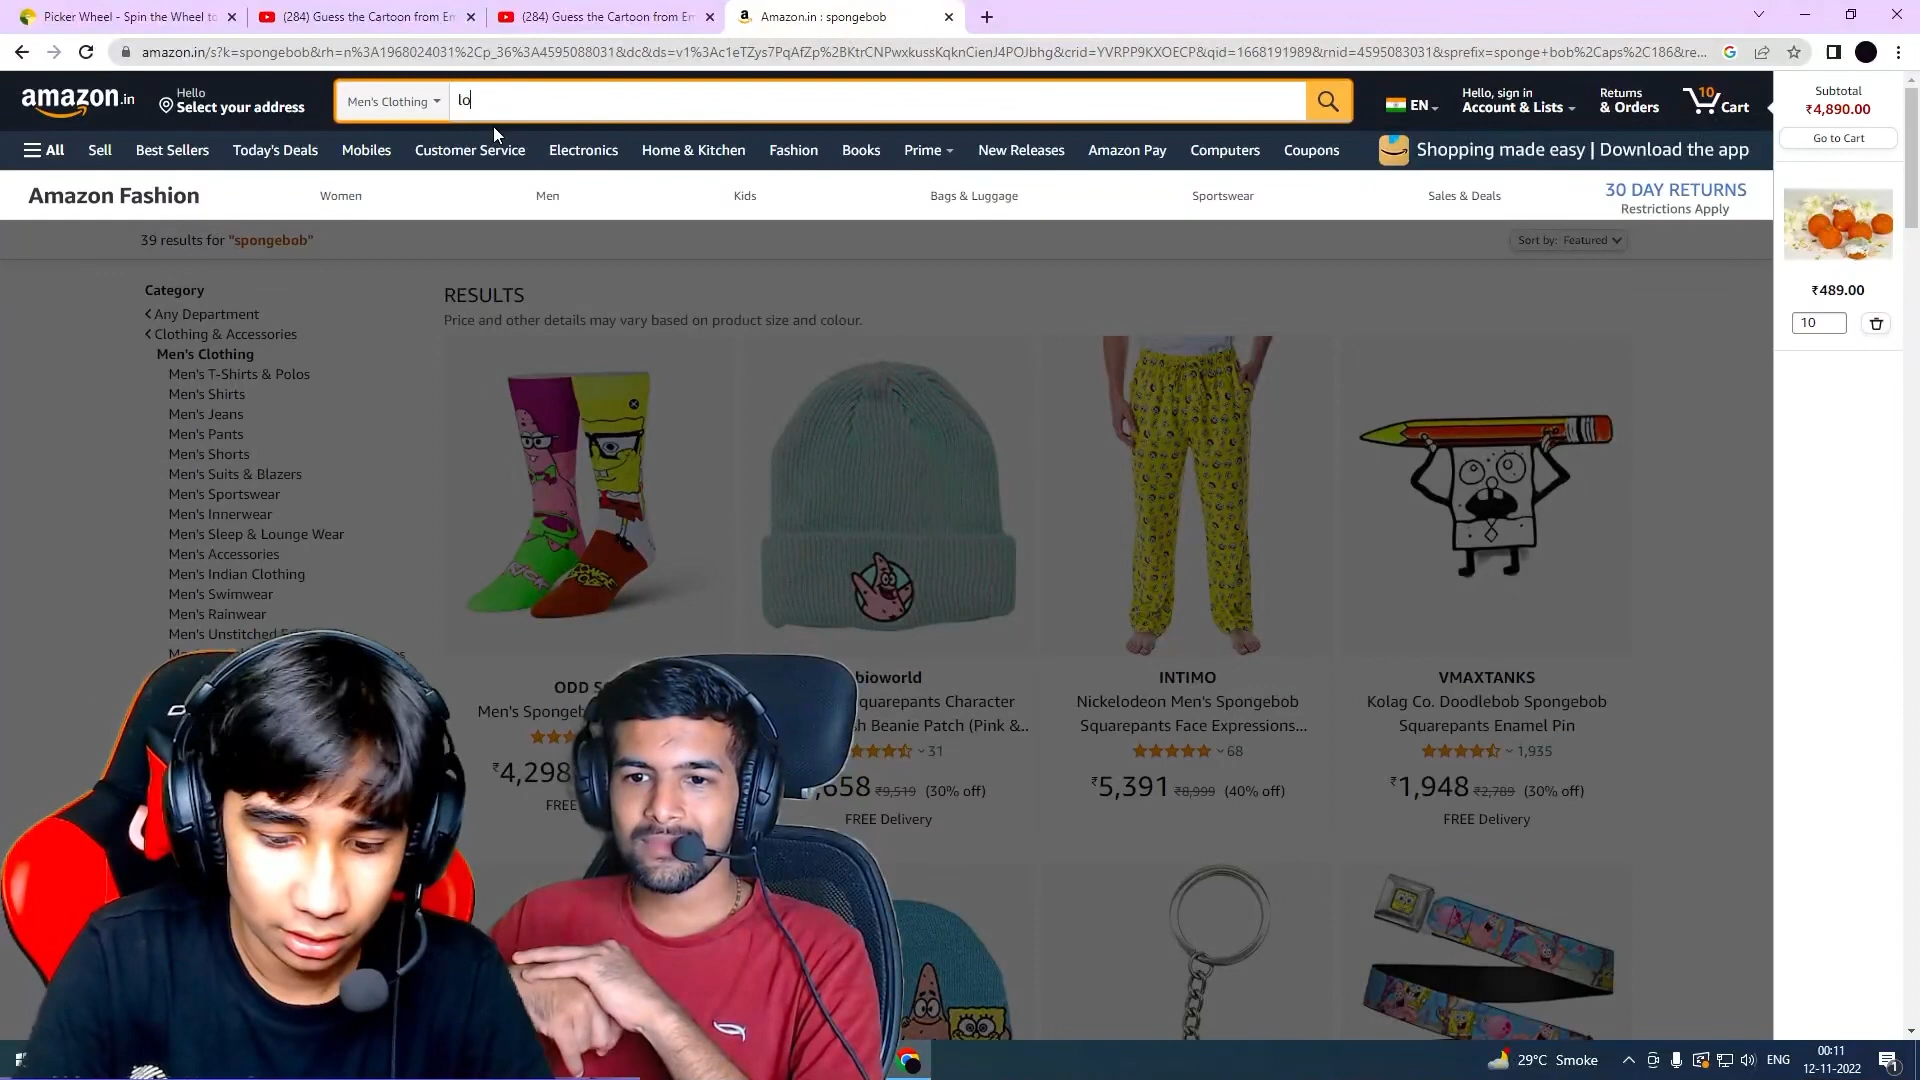 Picker Wheel - Spin the Wheel to
(284) Guess the Cartoon from Em
(284) Guess the Cartoon from Em
Amazon.in : spongebob
amazon.in/s?k=spongebob&rh=n%3A1968024031%2Cp_36%3A4595088031&dc&ds=v1%3Ac1eTZys7PqAfZp%2BKtrCNPwxkussKqknCienJ4POJbhg&crid=YVRPP9KXOECP&qid=1668191989&rnid=4595083031&sprefix=sponge+bob%2Caps%2C186&re...
amazon.in
Hello
Select your address
Men's Clothing
lo
EN
Hello, sign in
Account & Lists
Returns
& Orders
10
Cart
Subtotal
₹4,890.00
Go to Cart
All
Sell
Best Sellers
Today's Deals
Mobiles
Customer Service
Electronics
Home & Kitchen
Fashion
Books
Prime
New Releases
Amazon Pay
Computers
Coupons
Shopping made easy | Download the app
Amazon Fashion
Women
Men
Kids
Bags & Luggage
Sportswear
Sales & Deals
30 DAY RETURNS
Restrictions Apply
39 results for "spongebob"
Sort by: Featured
₹489.00
10
Category
Any Department
Clothing & Accessories
Men's Clothing
Men's T-Shirts & Polos
Men's Shirts
Men's Jeans
Men's Pants
Men's Shorts
Men's Suits & Blazers
Men's Sportswear
Men's Innerwear
Men's Sleep & Lounge Wear
Men's Accessories
Men's Indian Clothing
Men's Swimwear
Men's Rainwear
Men's Unstitched
RESULTS
Price and other details may vary based on product size and colour.
ODD
Men's
₹4,298
FREE
bioworld
Character
Beanie Patch (Pink &..
31
658 ₹9,519 (30% off)
FREE Delivery
INTIMO
Nickelodeon Men's Spongebob
Squarepants Face Expressions...
68
₹5,391 ₹8,999 (40% off)
VMAXTANKS
Kolag Co. Doodlebob Spongebob
Squarepants Enamel Pin
1,935
₹1,948 ₹2,789 (30% off)
FREE Delivery
29°C Smoke
ENG
00:11
12-11-2022
1